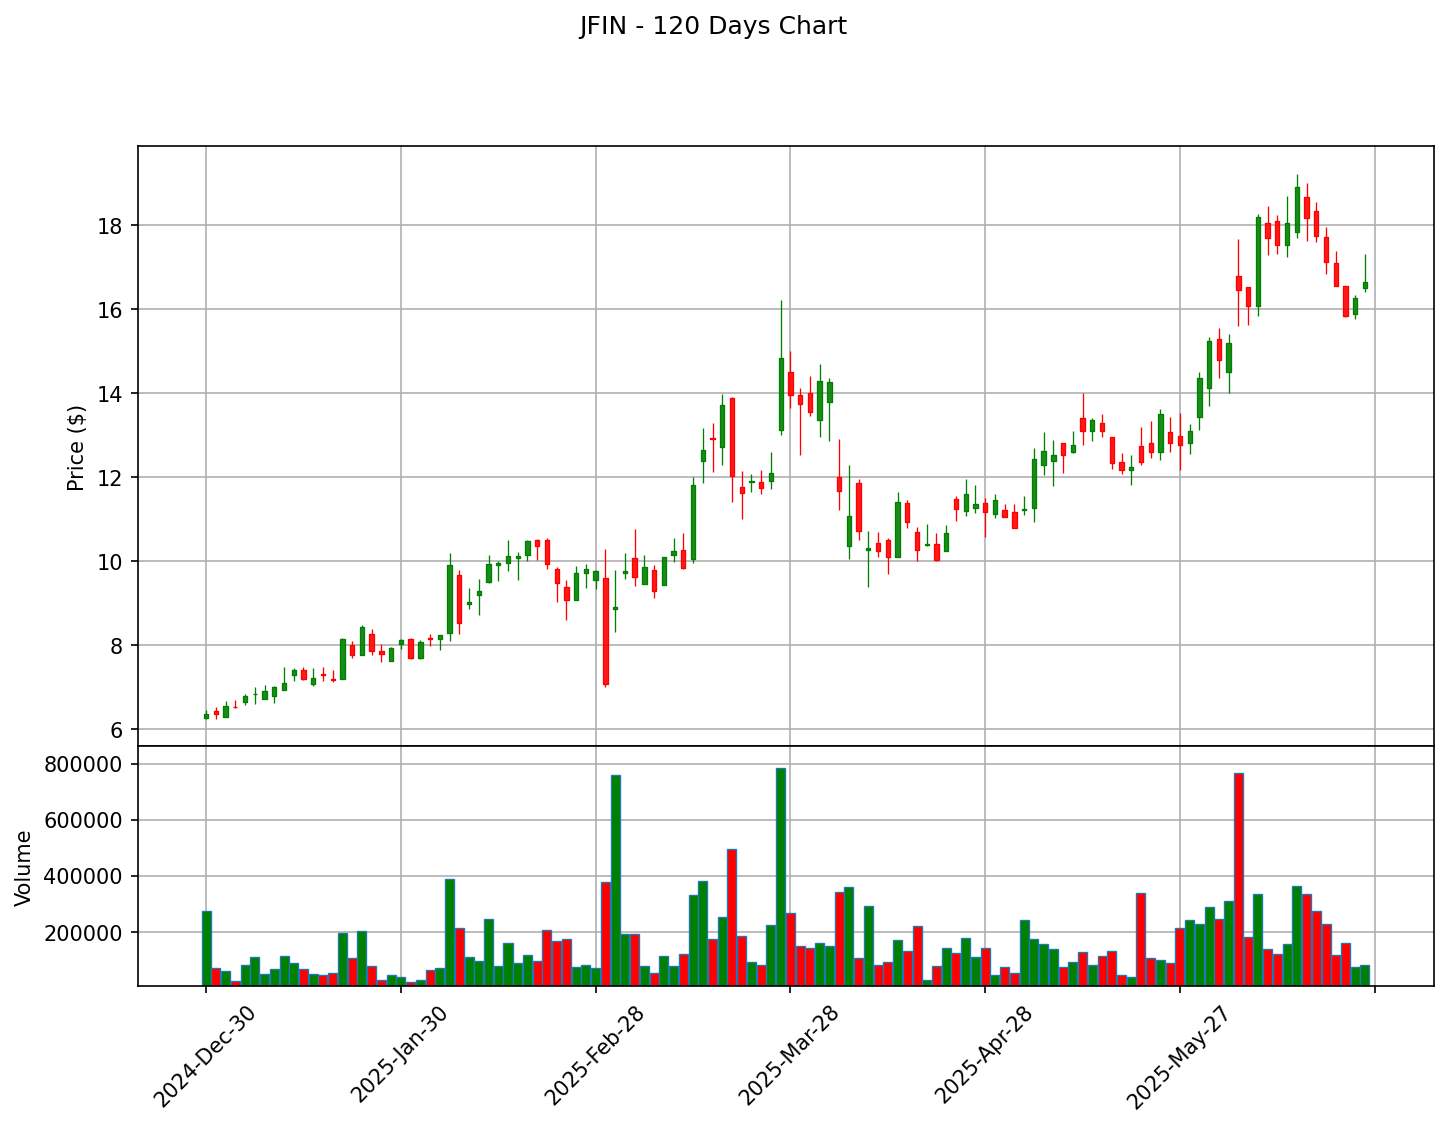 JFIN - 120 Days Chart
Price ($)
18
16
14
12
10
8
6
Volume
800000
600000
400000
200000
2024-Dec-30
2025-Jan-30
2025-Feb-28
2025-Mar-28
2025-Apr-28
2025-May-27